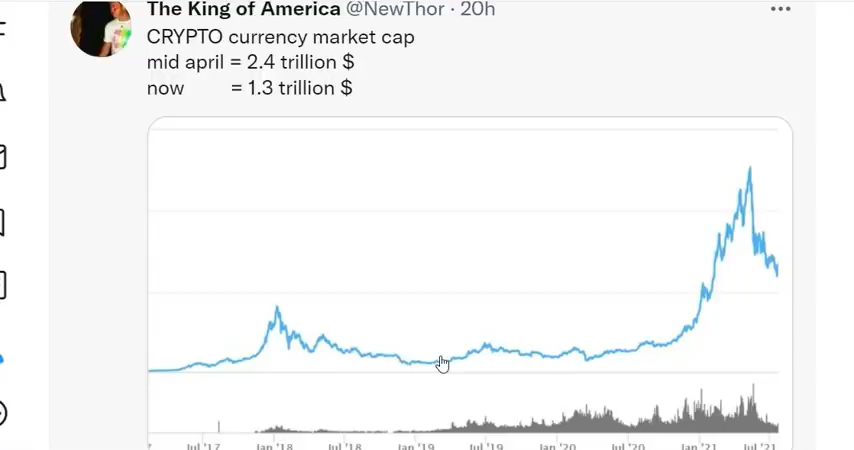 The King of America @NewThor · 20h
CRYPTO currency market cap
mid april = 2.4 trillion $
now = 1.3 trillion $
Jul '17 Jan '18 Jul '18 Jan '19 Jul '19 Jan '20 Jul '20 Jan '21 Jul '21